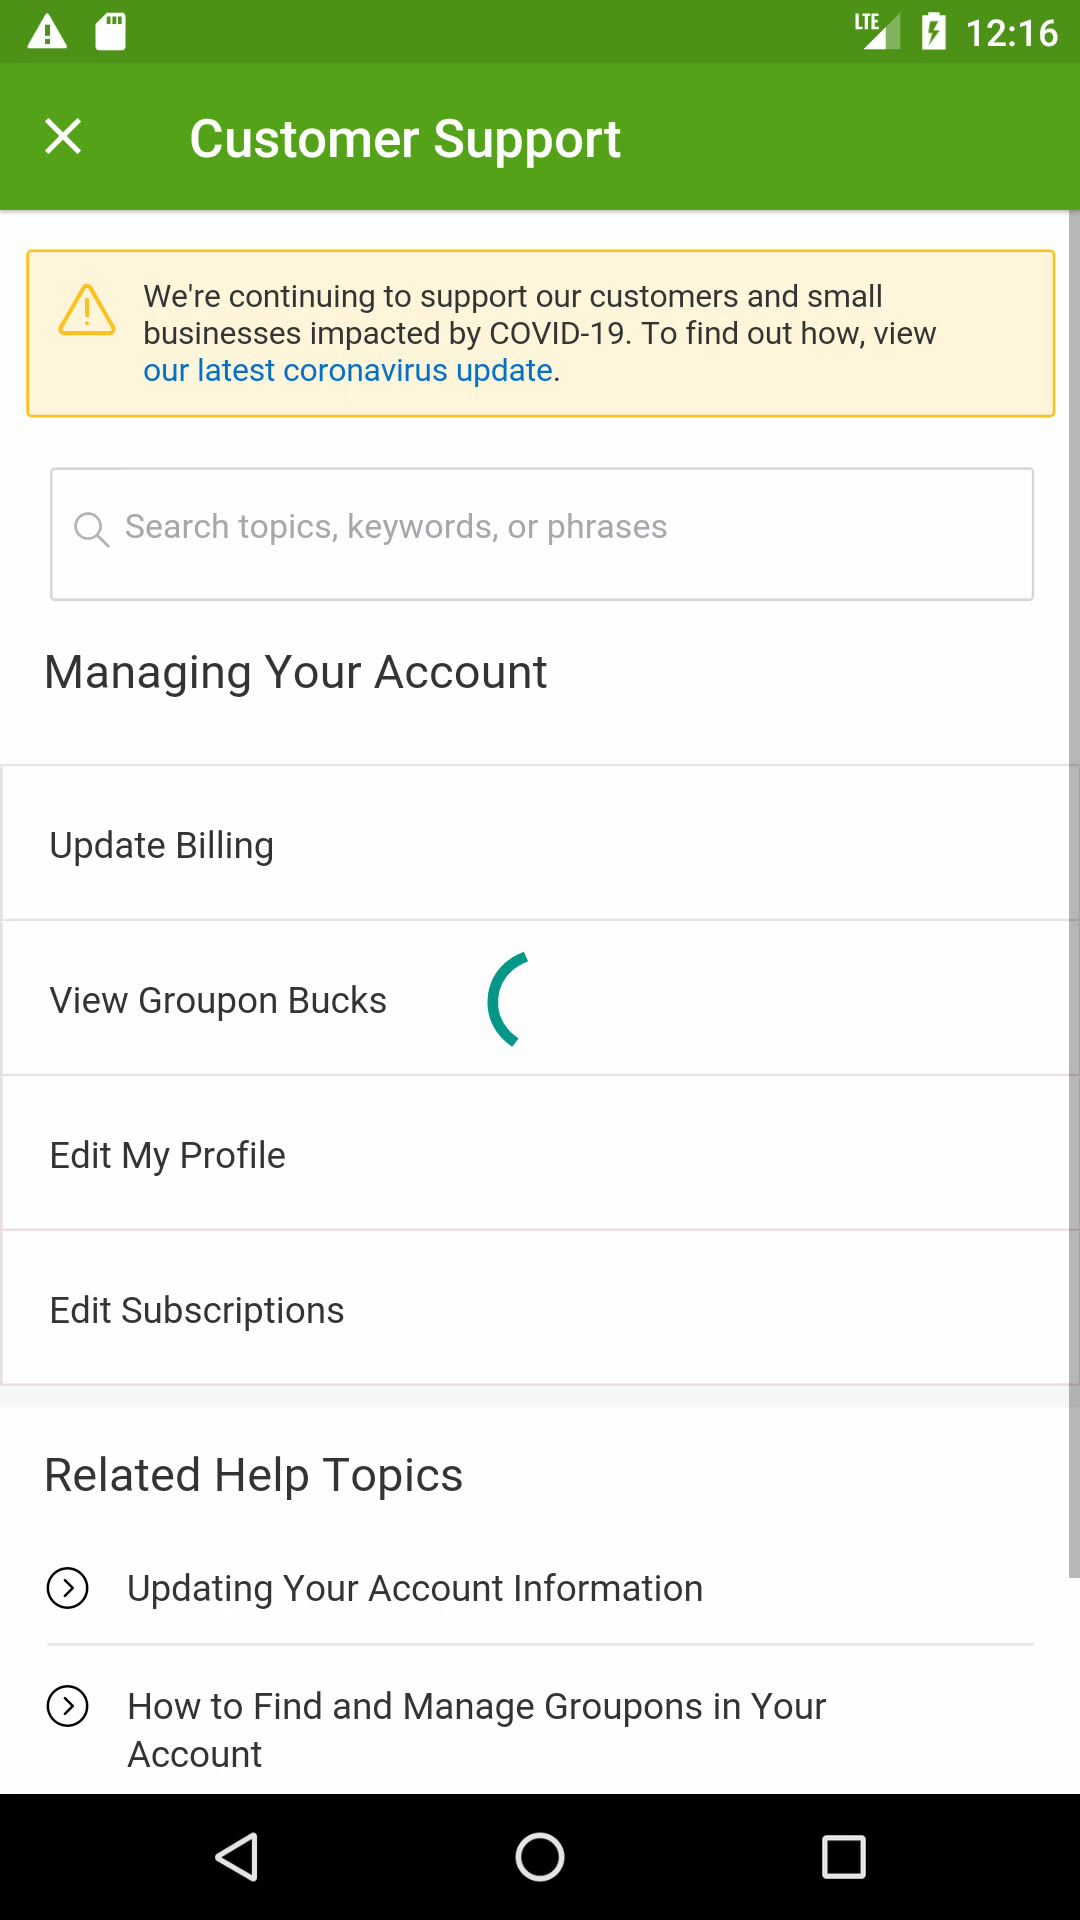 LTE 12:16
Customer Support
We're continuing to support our customers and small
businesses impacted by COVID-19. To find out how, view
our latest coronavirus update.
Search topics, keywords, or phrases
Managing Your Account
Update Billing
View Groupon Bucks
Edit My Profile
Edit Subscriptions
Related Help Topics
Updating Your Account Information
How to Find and Manage Groupons in Your
Account